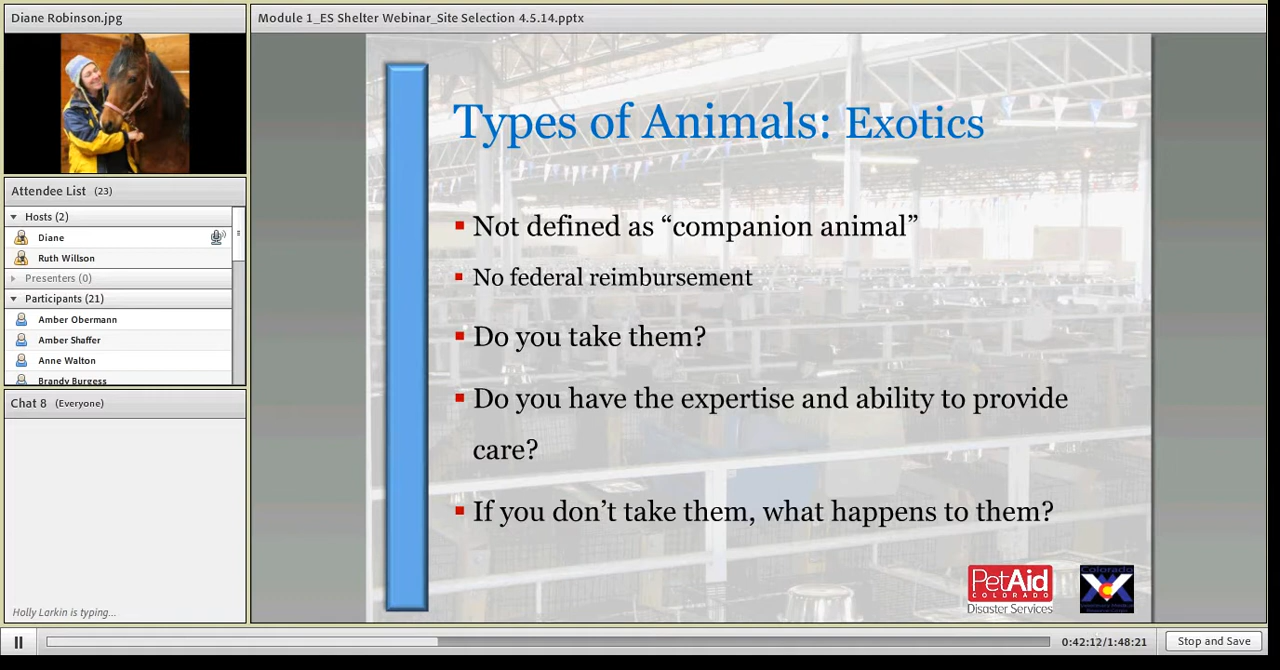 Diane Robinson.jpg
Attendee List (23)
Hosts (2)
Diane
Ruth Willson
Presenters (0)
Participants (21)
Amber Obermann
Amber Shaffer
Anne Walton
Brandy Burgess
Chat 8 (Everyone)
Holly Larkin is typing...
Module 1_ES Shelter Webinar_Site Selection 4.5.14.pptx
Types of Animals: Exotics
Not defined as “companion animal”
No federal reimbursement
Do you take them?
Do you have the expertise and ability to provide
care?
If you don’t take them, what happens to them?
PetAid
COLORADO
Disaster Services
Colorado
0:42:12/1:48:21
Stop and Save